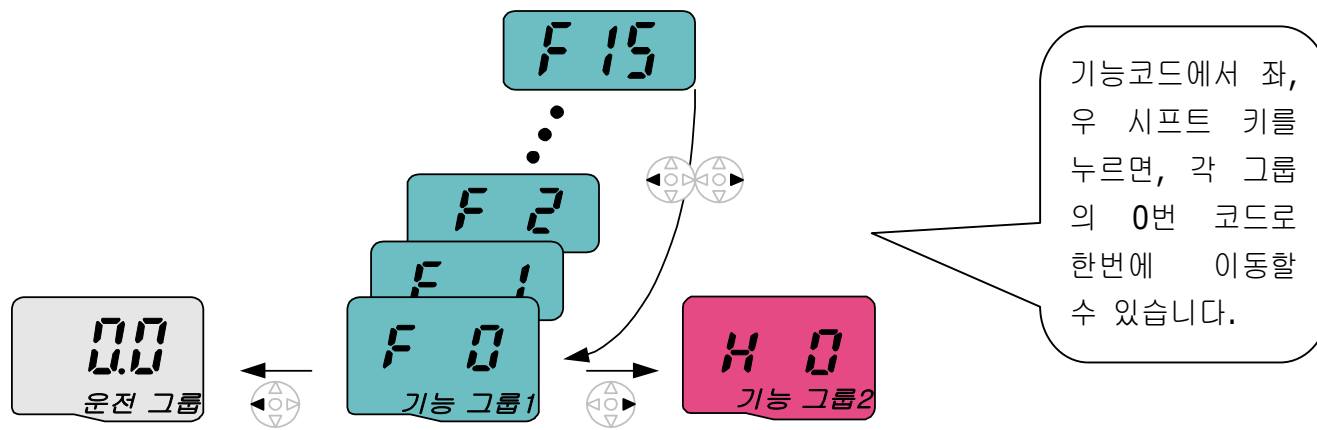 F 15
기능코드에서 좌,
우 시프트 키를
누르면, 각 그룹
의 0번 코드로
한번에 이동할
수 있습니다.
F 2
F 1
0.0
운전 그룹
F 0
기능 그룹1
H 0
기능 그룹2